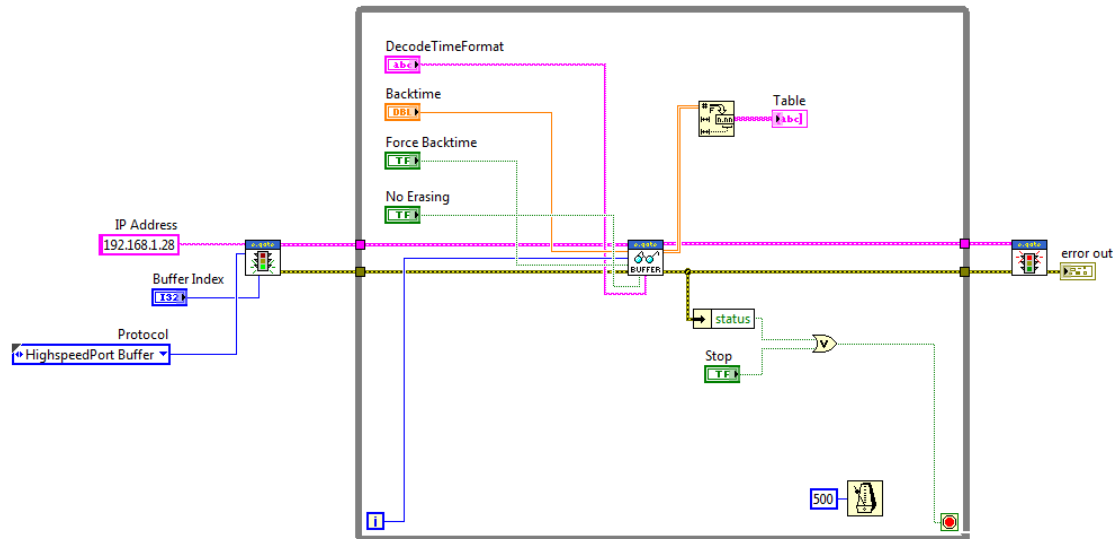 DecodeTimeFormat
abc
Backtime
DBL
Force Backtime
TF
No Erasing
TF
# F
n.nn
Table
abc
IP Address
192.168.1.28
e.gate
Buffer Index
I32
Protocol
HighspeedPort Buffer
e.gate
BUFFER
status
Stop
TF
V
e.gate
error out
500
i